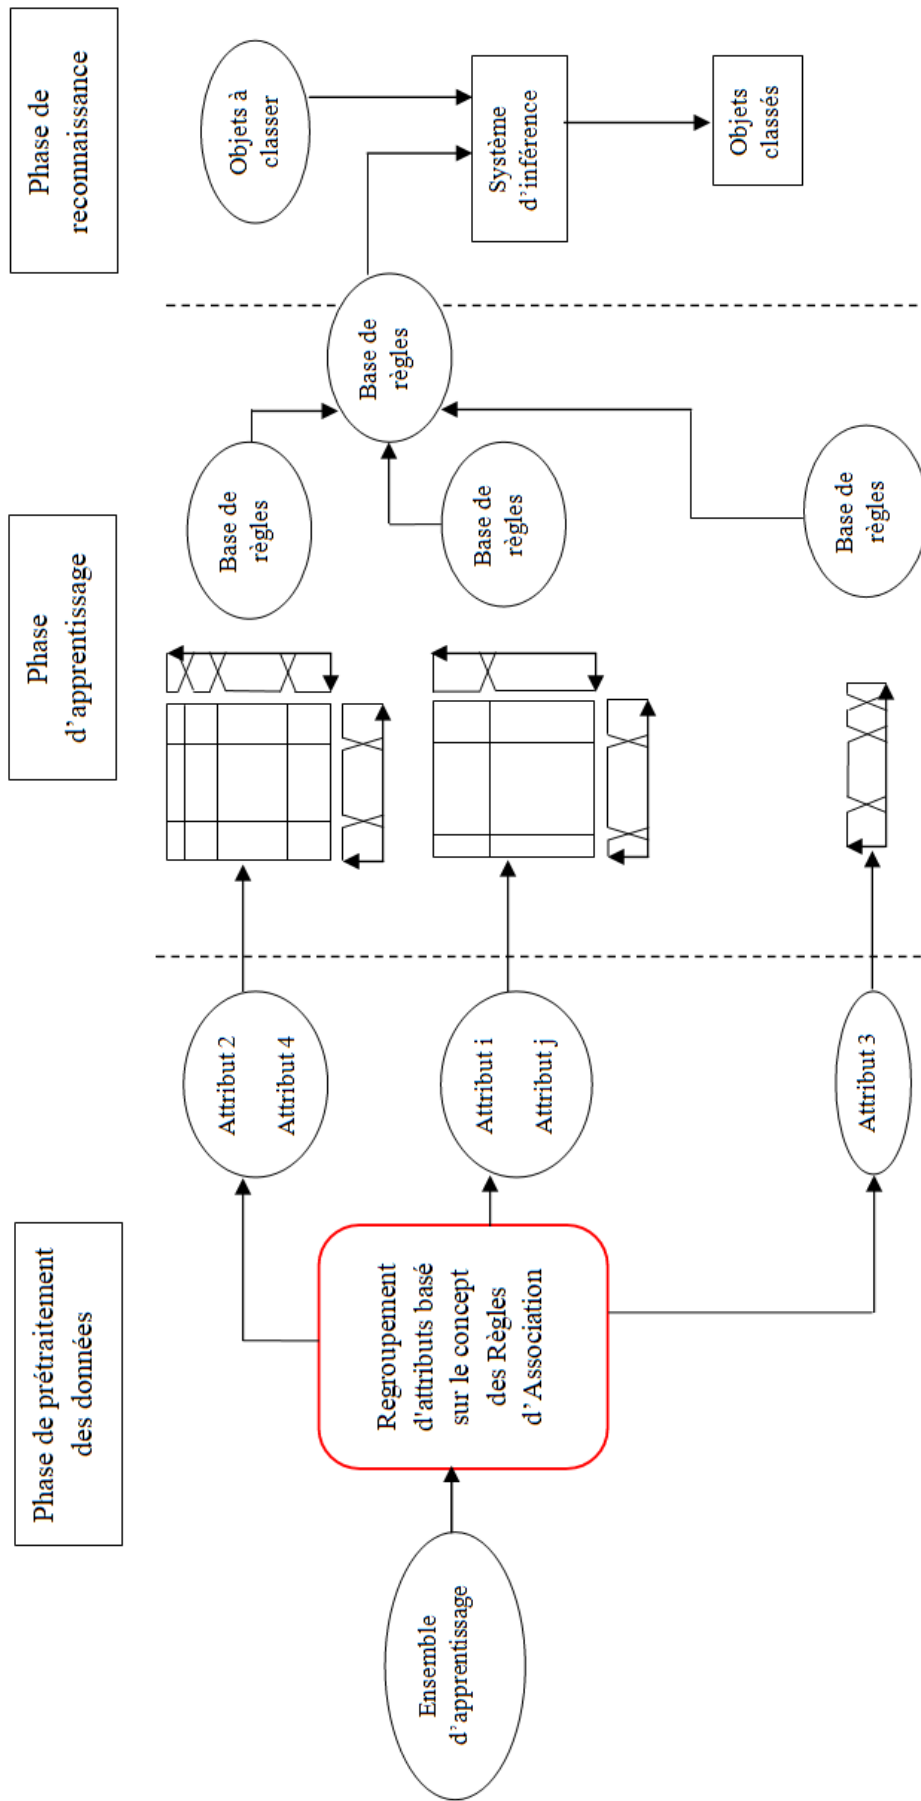 Phase de prétraitement
des données
Phase
d'apprentissage
Phase de
reconnaissance
Ensemble
d'apprentissage
Regroupement
d'attributs basé
sur le concept
des Règles
d'Association
Attribut 2
Attribut 4
Attribut i
Attribut j
Attribut 3
Base de
règles
Base de
règles
Base de
règles
Base de
règles
Objets à
classer
Système
d'inférence
Objets
classés